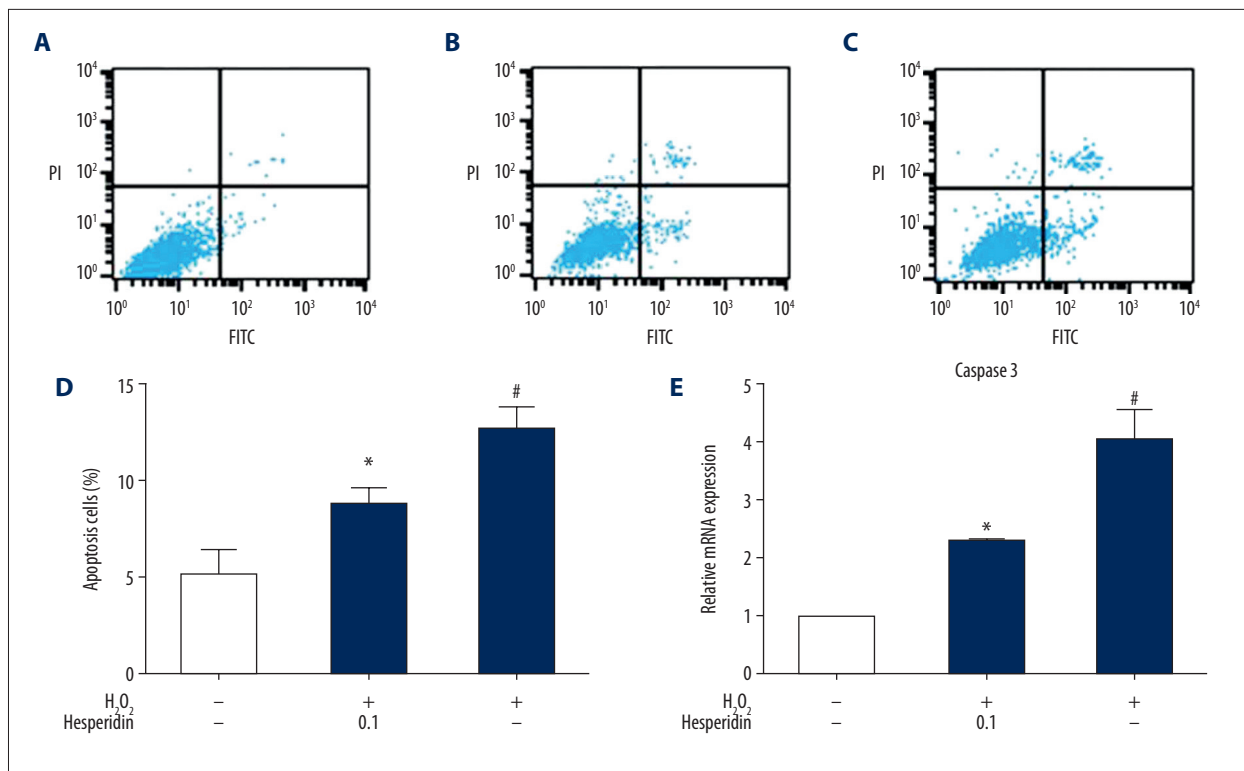 A
B
C
10⁴
10³
PI 10²
10¹
10⁰
10⁰ 10¹ 10² 10³ 10⁴
FITC
10⁴
10³
PI 10²
10¹
10⁰
10⁰ 10¹ 10² 10³ 10⁴
FITC
10⁴
10³
PI 10²
10¹
10⁰
10⁰ 10¹ 10² 10³ 10⁴
FITC
D
Apoptosis cells (%)
15
10
5
0
*
#
H₂O₂ – + +
Hesperidin – 0.1 –
E
Caspase 3
Relative mRNA expression
5
4
3
2
1
0
*
#
H₂O₂ – + +
Hesperidin – 0.1 –